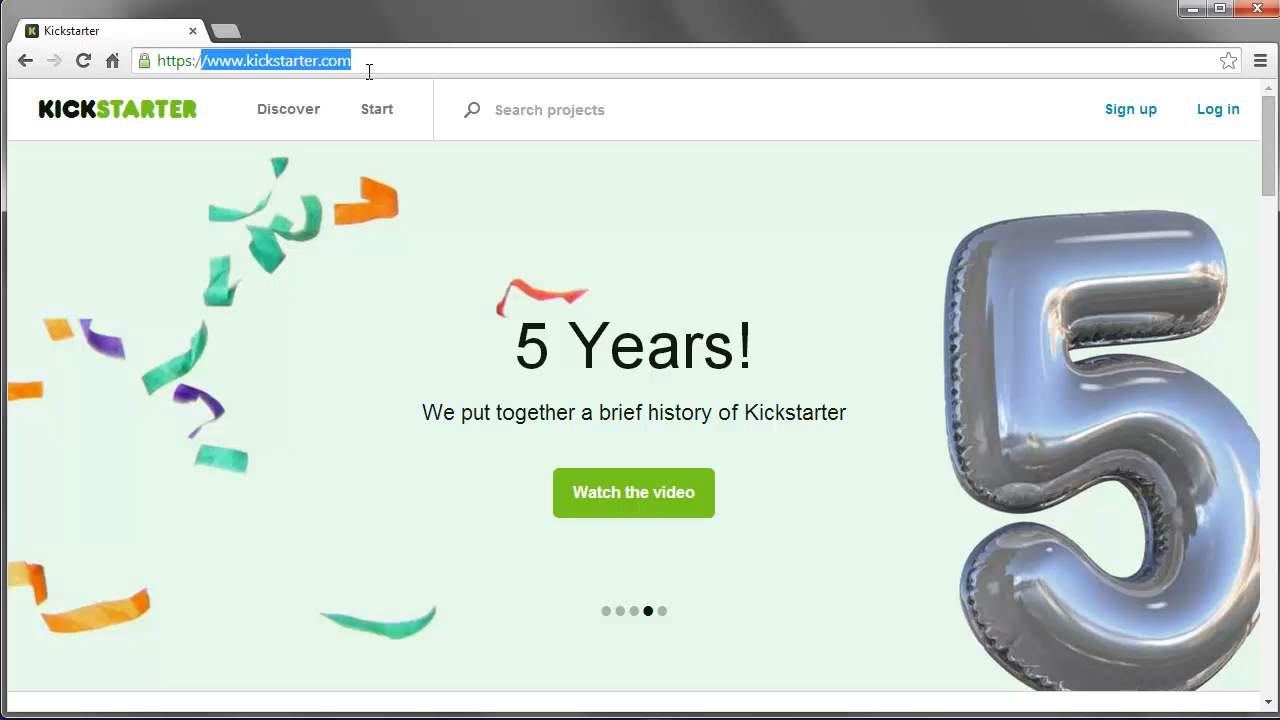 Kickstarter
https://www.kickstarter.com
KICKSTARTER
Discover
Start
Search projects
Sign up
Log in
5 Years!
We put together a brief history of Kickstarter
Watch the video